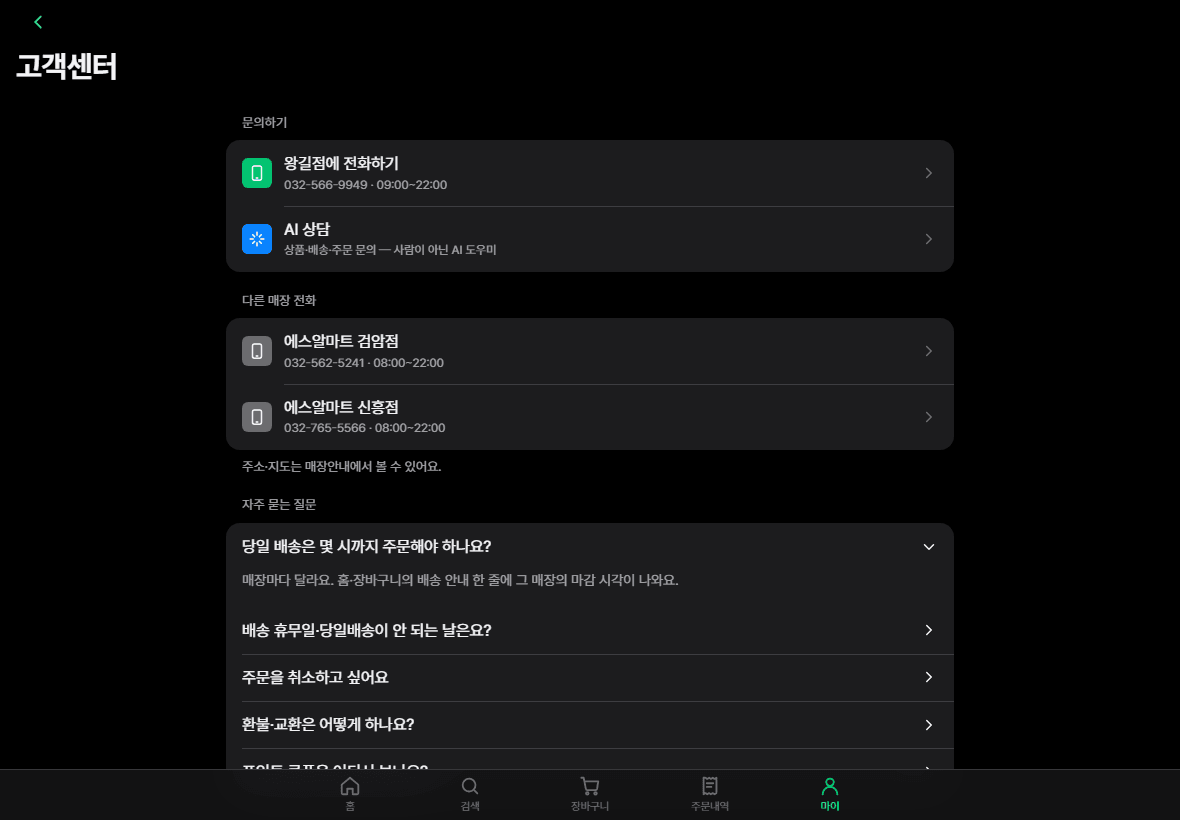 고객센터
문의하기
왕길점에 전화하기
032-566-9949 · 09:00~22:00
AI 상담
상품·배송·주문 문의 — 사람이 아닌 AI 도우미
다른 매장 전화
에스알마트 검암점
032-562-5241 · 08:00~22:00
에스알마트 신흥점
032-765-5566 · 08:00~22:00
주소·지도는 매장안내에서 볼 수 있어요.
자주 묻는 질문
당일 배송은 몇 시까지 주문해야 하나요?
매장마다 달라요. 홈·장바구니의 배송 안내 한 줄에 그 매장의 마감 시각이 나와요.
배송 휴무일·당일배송이 안 되는 날은요?
주문을 취소하고 싶어요
환불·교환은 어떻게 하나요?
홈
검색
장바구니
주문내역
마이